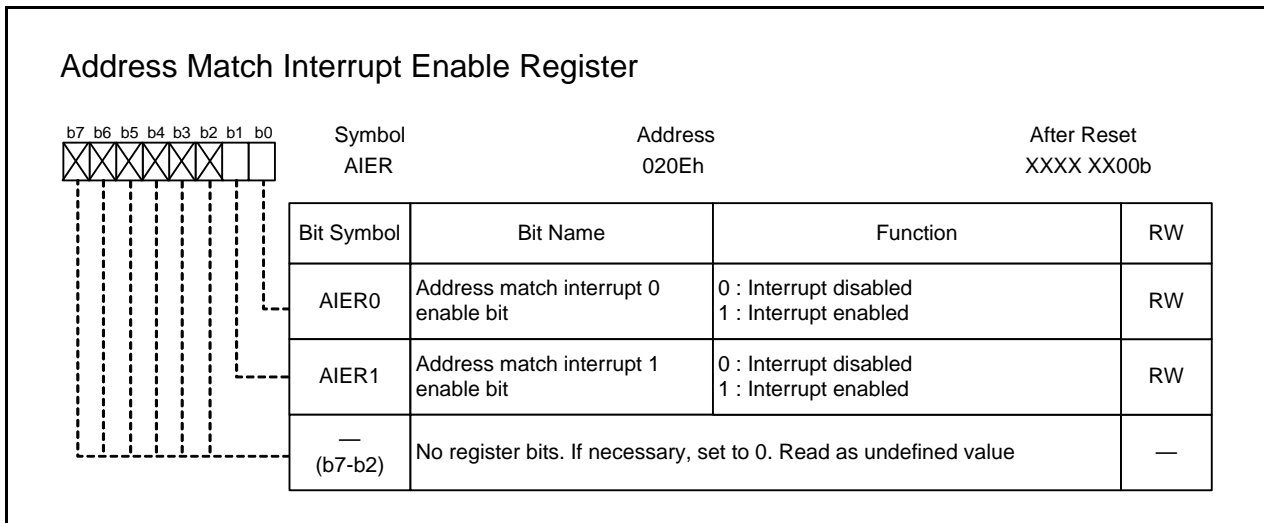 Address Match Interrupt Enable Register
b7 b6 b5 b4 b3 b2 b1 b0
Symbol Address After Reset
AIER 020Eh XXXX XX00b
Bit Symbol Bit Name Function RW
AIER0 Address match interrupt 0 enable bit 0 : Interrupt disabled RW
1 : Interrupt enabled
AIER1 Address match interrupt 1 enable bit 0 : Interrupt disabled RW
1 : Interrupt enabled
— (b7-b2) No register bits. If necessary, set to 0. Read as undefined value —